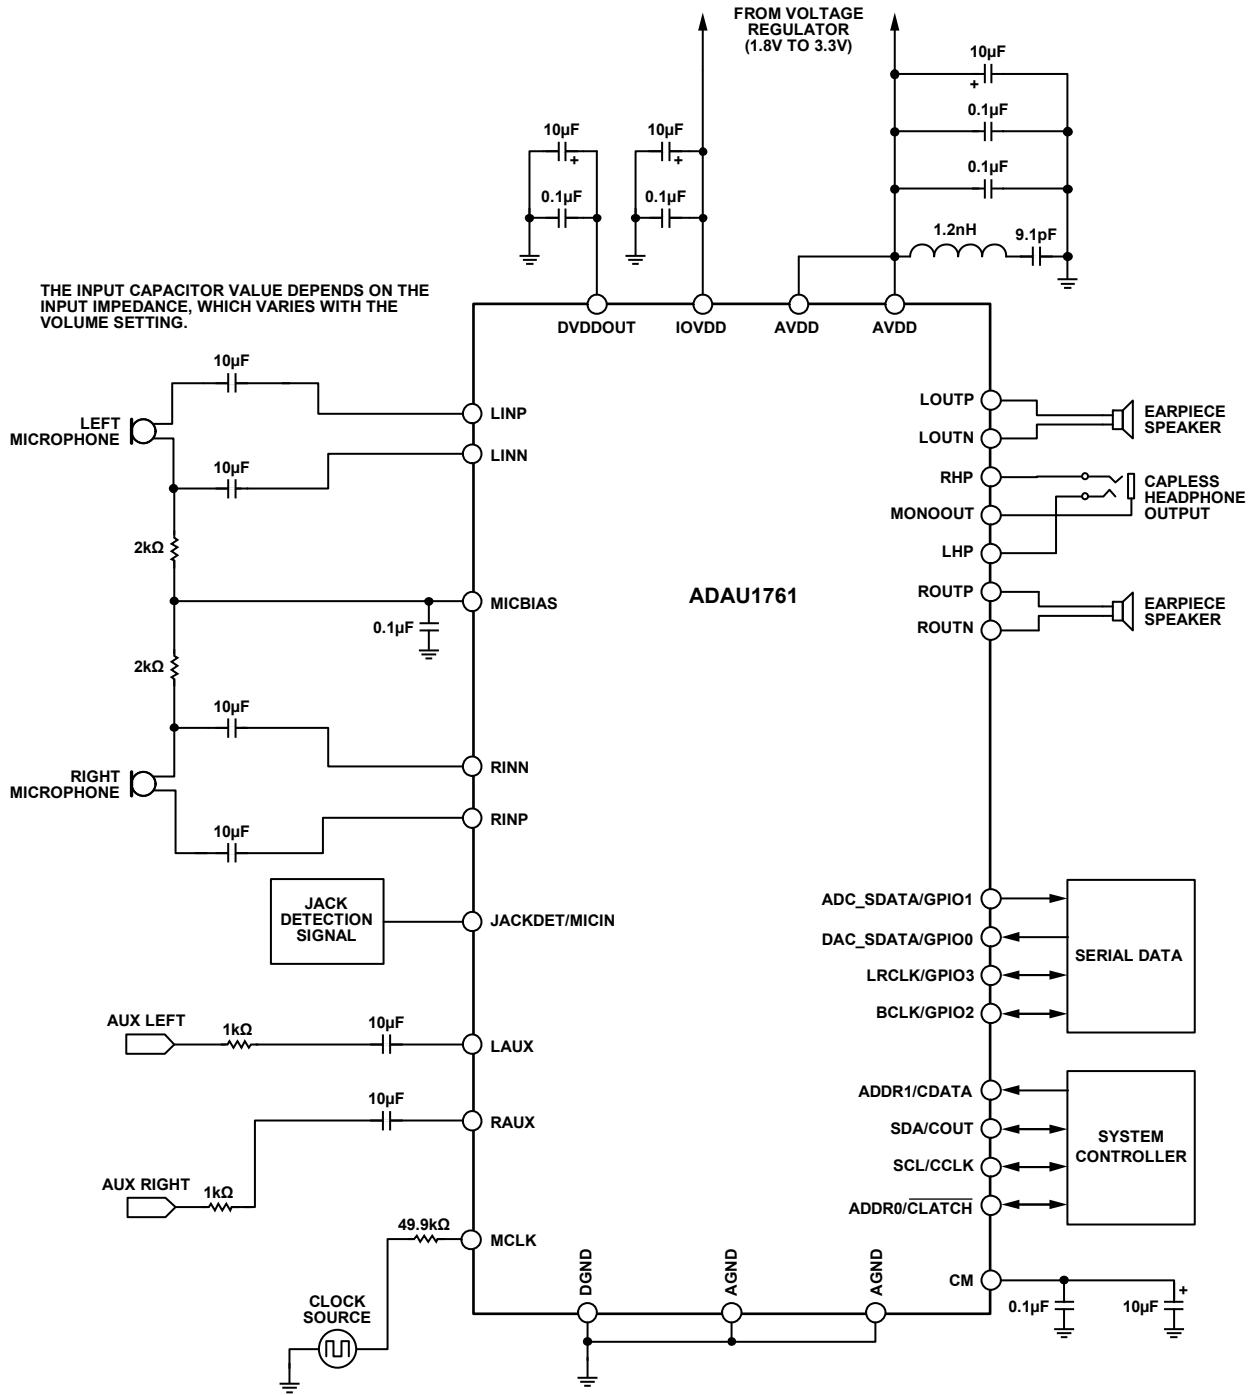 FROM VOLTAGE
REGULATOR
(1.8V TO 3.3V)
10µF
+
0.1µF
0.1µF
1.2nH
9.1pF
10µF
+
0.1µF
10µF
+
0.1µF
THE INPUT CAPACITOR VALUE DEPENDS ON THE
INPUT IMPEDANCE, WHICH VARIES WITH THE
VOLUME SETTING.
DVDDOUT
IOVDD
AVDD
AVDD
10µF
LEFT
MICROPHONE
10µF
2kΩ
0.1µF
2kΩ
10µF
RIGHT
MICROPHONE
10µF
LINP
LINN
MICBIAS
RINN
RINP
JACK
DETECTION
SIGNAL
JACKDET/MICIN
AUX LEFT
1kΩ
10µF
LAUX
10µF
RAUX
AUX RIGHT
1kΩ
49.9kΩ
MCLK
CLOCK
SOURCE
ADAU1761
LOUTP
LOUTN
EARPIECE
SPEAKER
RHP
MONOOUT
LHP
CAPLESS
HEADPHONE
OUTPUT
ROUTP
ROUTN
EARPIECE
SPEAKER
ADC_SDATA/GPIO1
DAC_SDATA/GPIO0
LRCLK/GPIO3
BCLK/GPIO2
SERIAL DATA
ADDR1/CDATA
SDA/COUT
SCL/CCLK
ADDR0/CLATCH
SYSTEM
CONTROLLER
CM
0.1µF
10µF
+
DGND
AGND
AGND